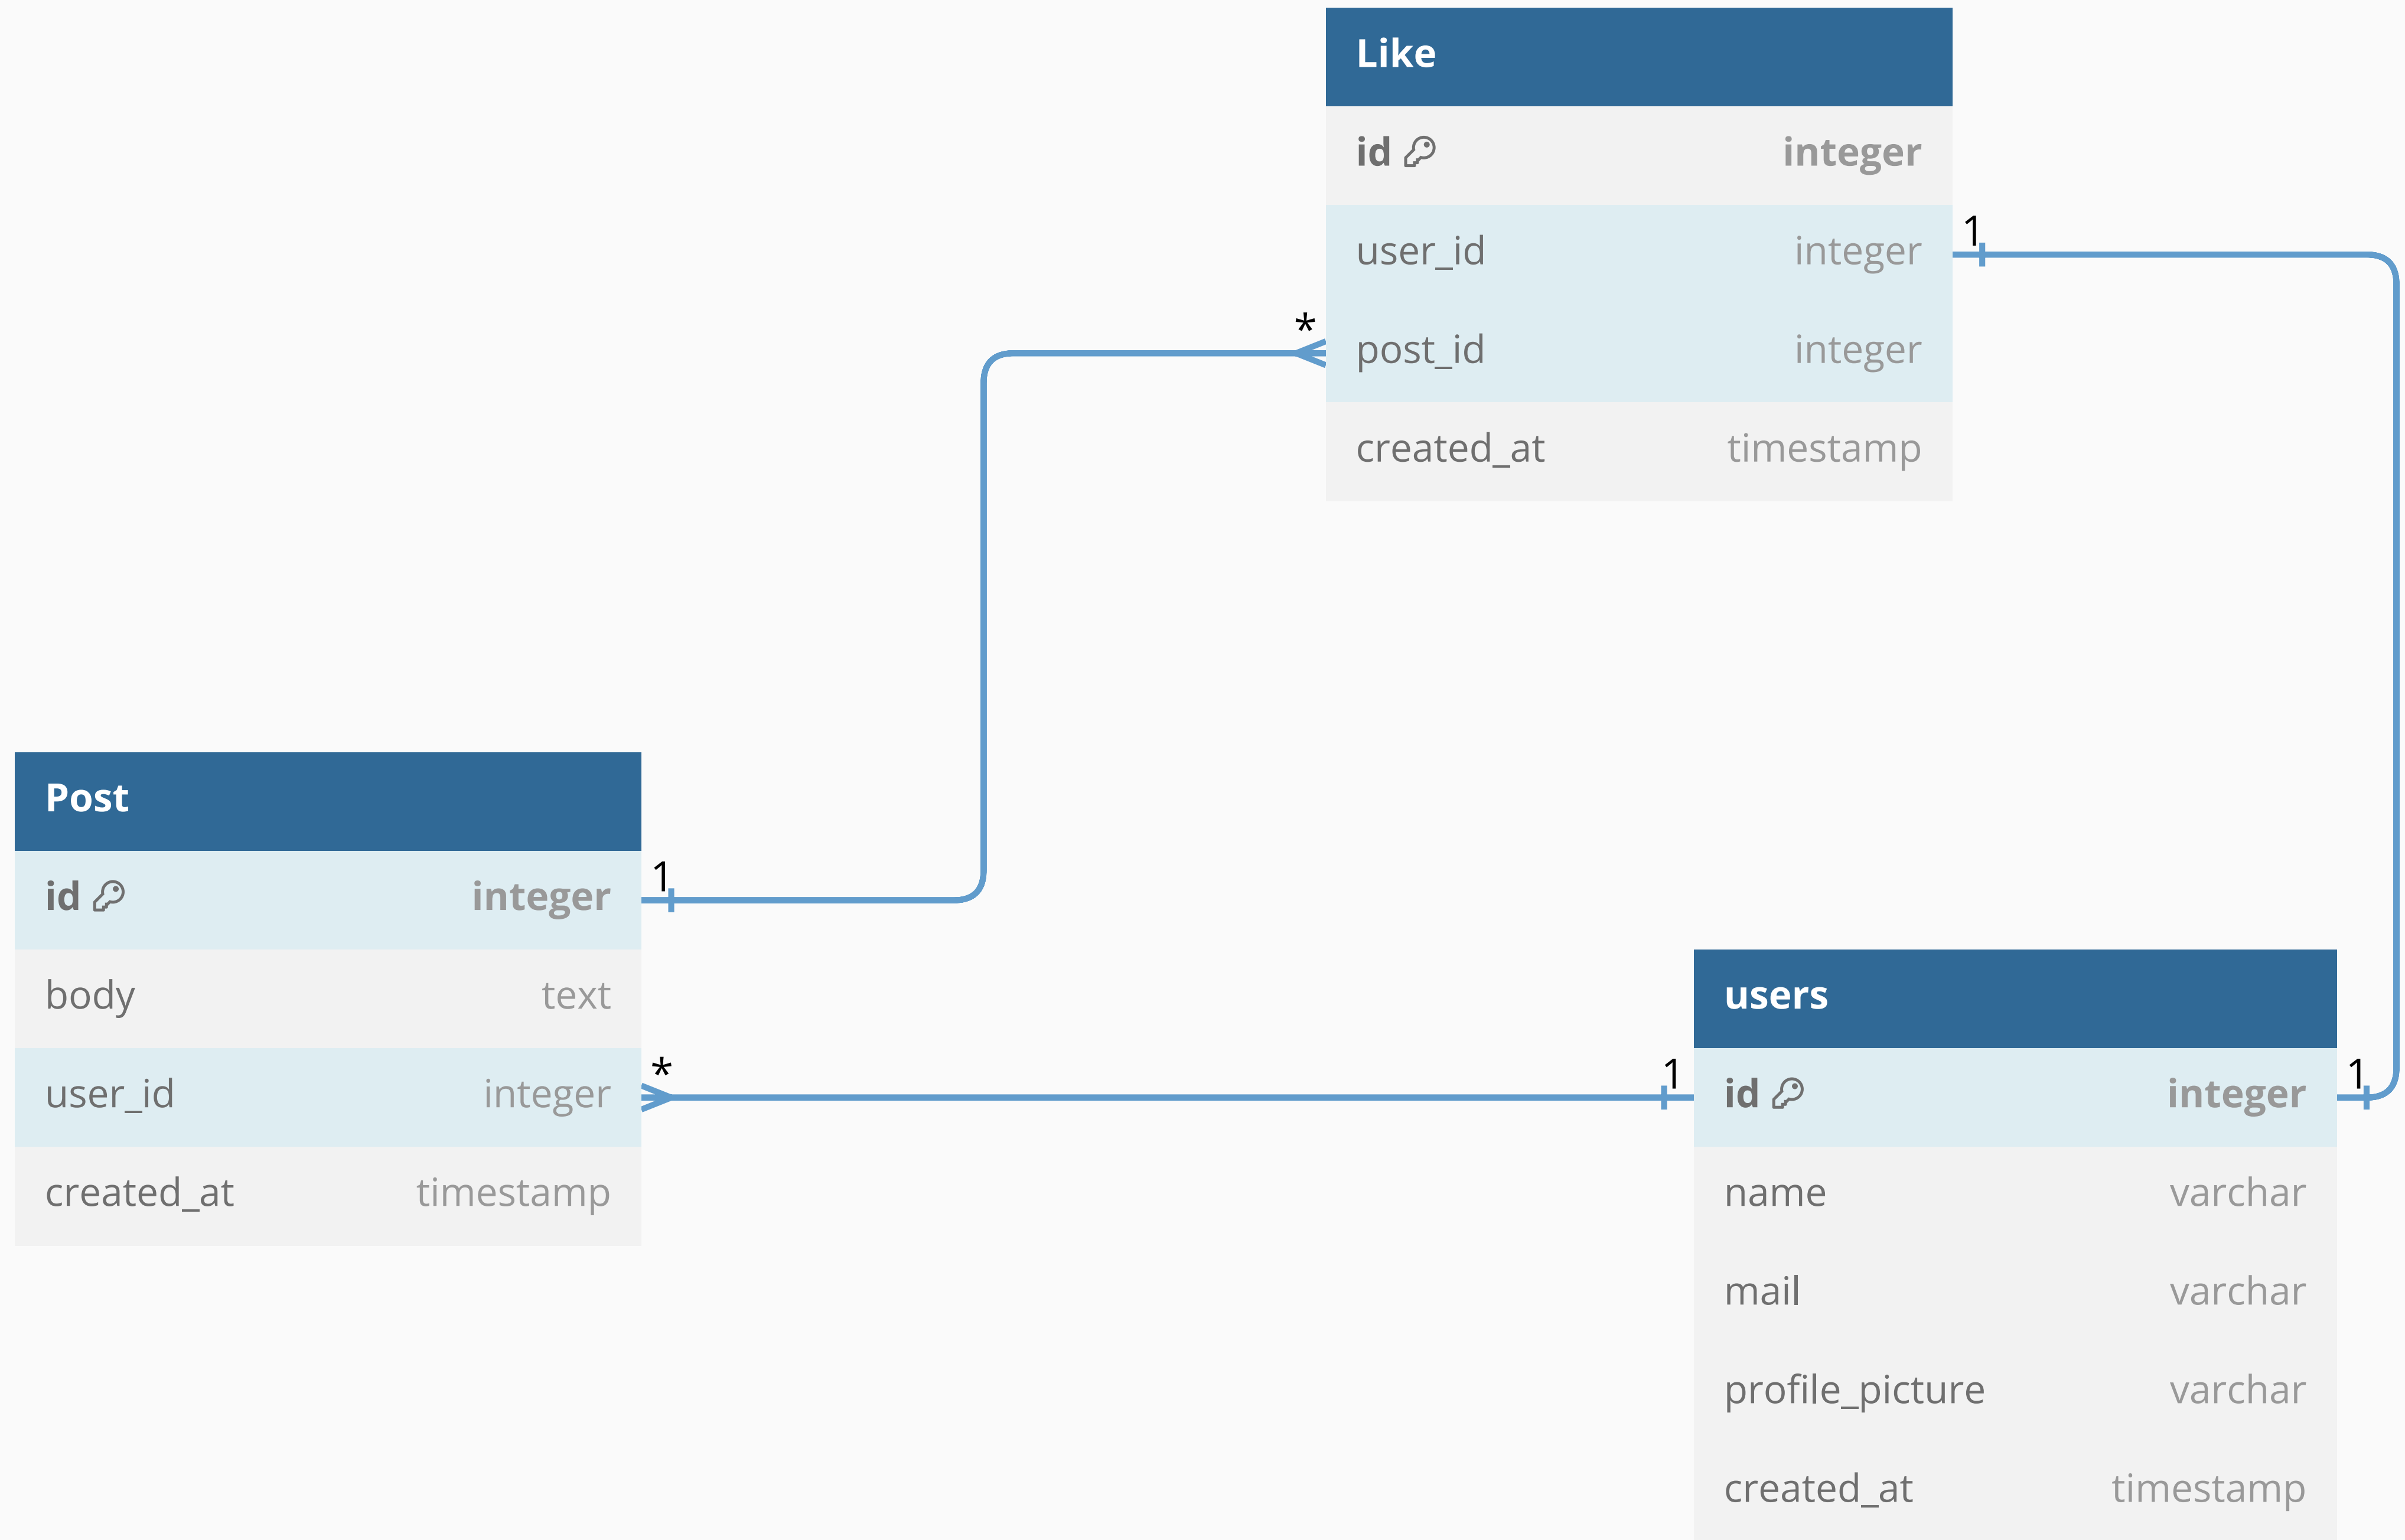 Like
id integer
user_id integer
1
* post_id integer
created_at timestamp
Post
id integer
1
body text
user_id integer
*
created_at timestamp
users
1 id integer 1
name varchar
mail varchar
profile_picture varchar
created_at timestamp